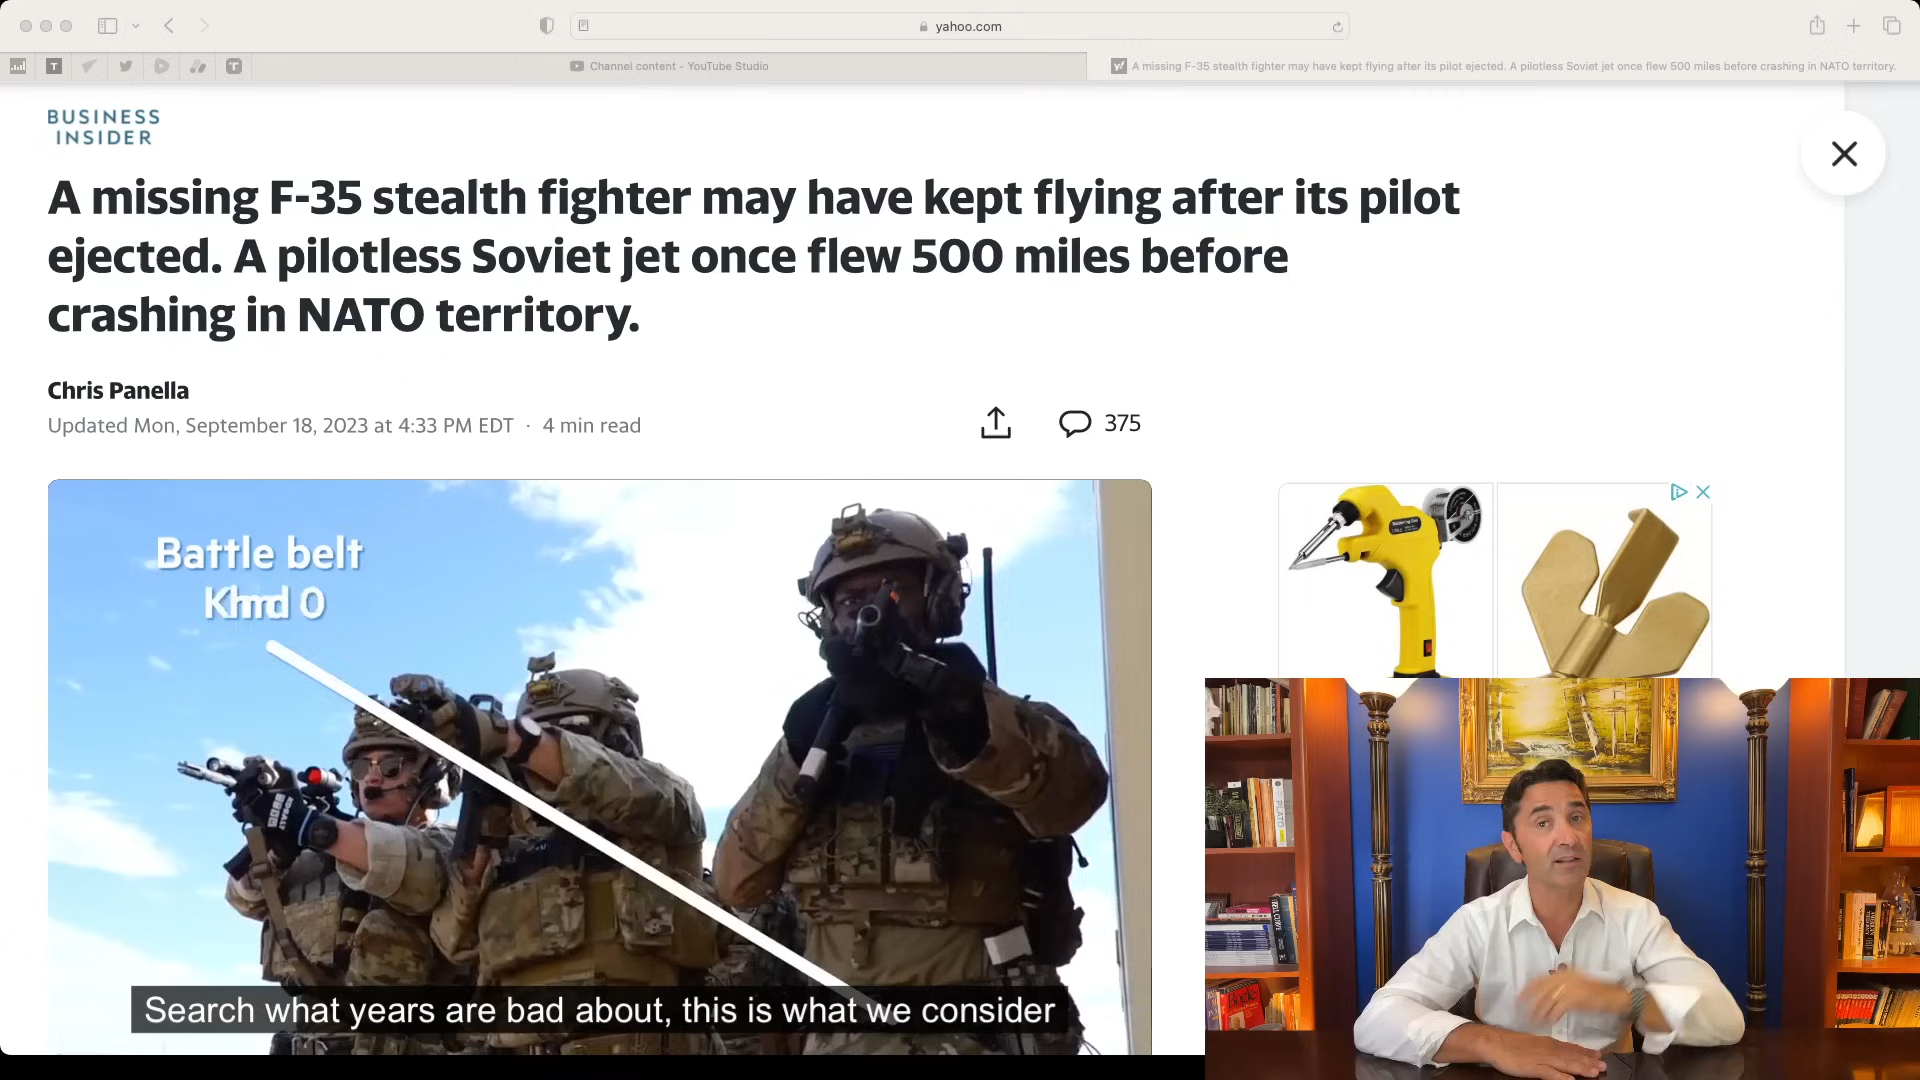 yahoo.com
Channel content - YouTube Studio
A missing F-35 stealth fighter may have kept flying after its pilot ejected. A pilotless Soviet jet once flew 500 miles before crashing in NATO territory.
BUSINESS
INSIDER
A missing F-35 stealth fighter may have kept flying after its pilot
ejected. A pilotless Soviet jet once flew 500 miles before
crashing in NATO territory.
Chris Panella
Updated Mon, September 18, 2023 at 4:33 PM EDT · 4 min read
375
Battle belt
Search what years are bad about, this is what we consider
PLATO